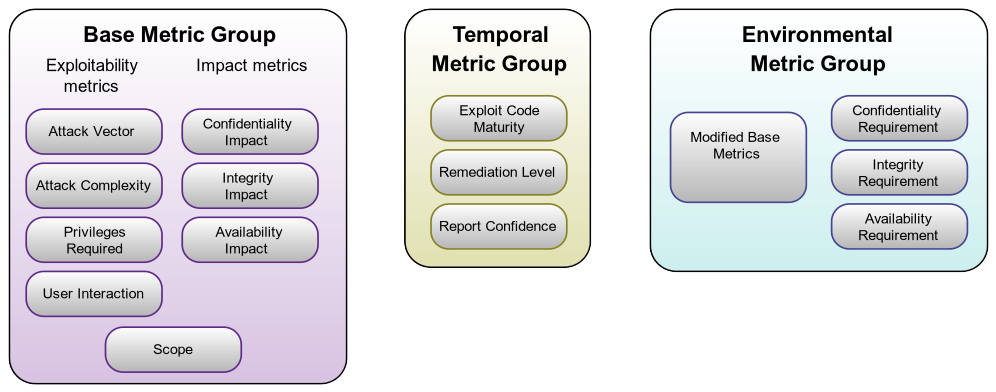 Base Metric Group
Exploitability
metrics
Impact metrics
Attack Vector
Attack Complexity
Privileges
Required
User Interaction
Confidentiality
Impact
Integrity
Impact
Availability
Impact
Scope
Temporal
Metric Group
Exploit Code
Maturity
Remediation Level
Report Confidence
Environmental
Metric Group
Modified Base
Metrics
Confidentiality
Requirement
Integrity
Requirement
Availability
Requirement